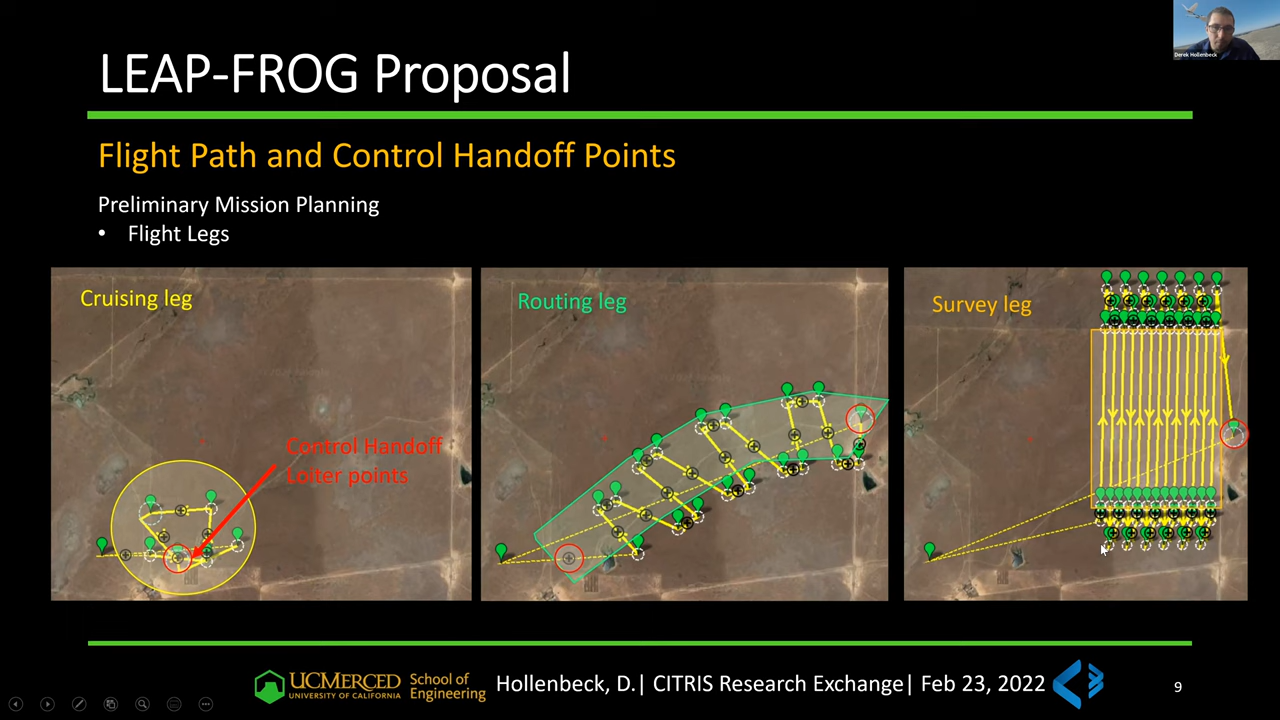 Derek Hollenbeck
LEAP-FROG Proposal
Flight Path and Control Handoff Points
Preliminary Mission Planning
• Flight Legs
Cruising leg
Control Handoff
Loiter points
Routing leg
Survey leg
UCMERCED
UNIVERSITY OF CALIFORNIA
School of
Engineering
Hollenbeck, D.| CITRIS Research Exchange| Feb 23, 2022
9